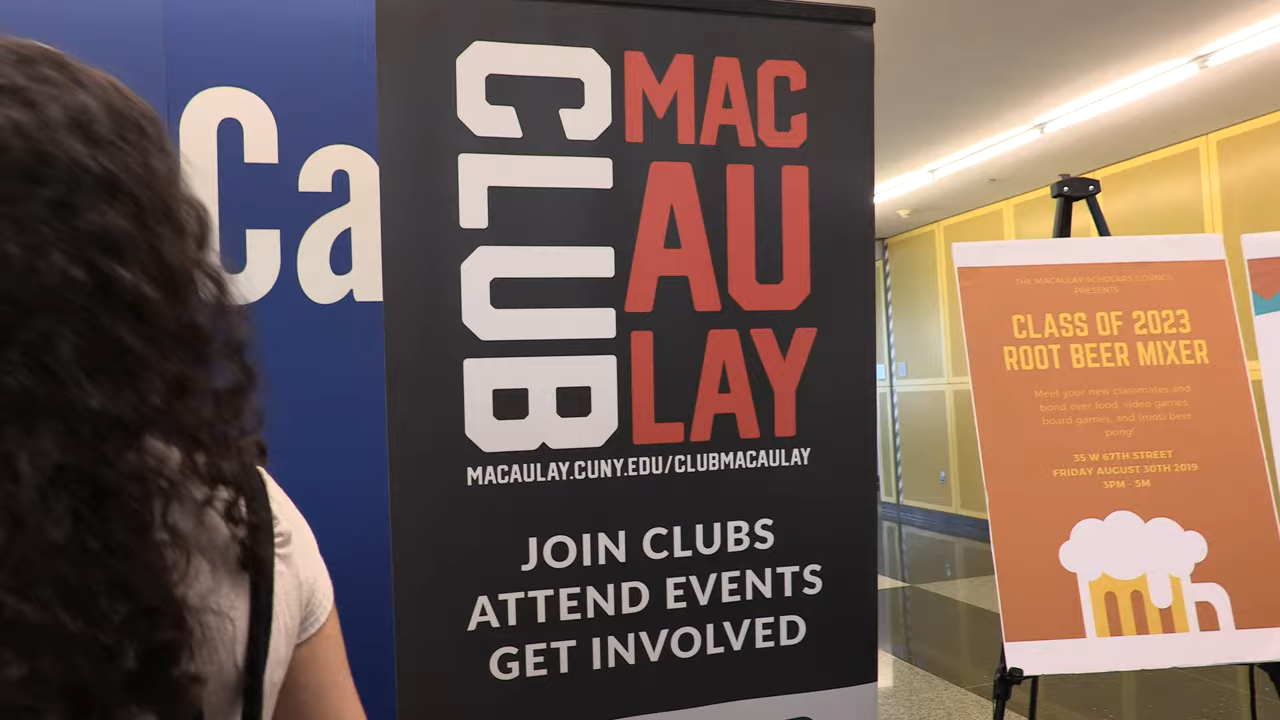 Ca
CLUB
MAC
AU
LAY
MACAULAY.CUNY.EDU/CLUBMACAULAY
JOIN CLUBS
ATTEND EVENTS
GET INVOLVED
THE MACAULAY SCHOLARS COUNCIL
PRESENTS
CLASS OF 2023
ROOT BEER MIXER
Meet your new classmates and
bond over food, video games
board games, and (root) beer
pong!
35 W 67TH STREET
FRIDAY AUGUST 30TH 2019
3PM - 5M